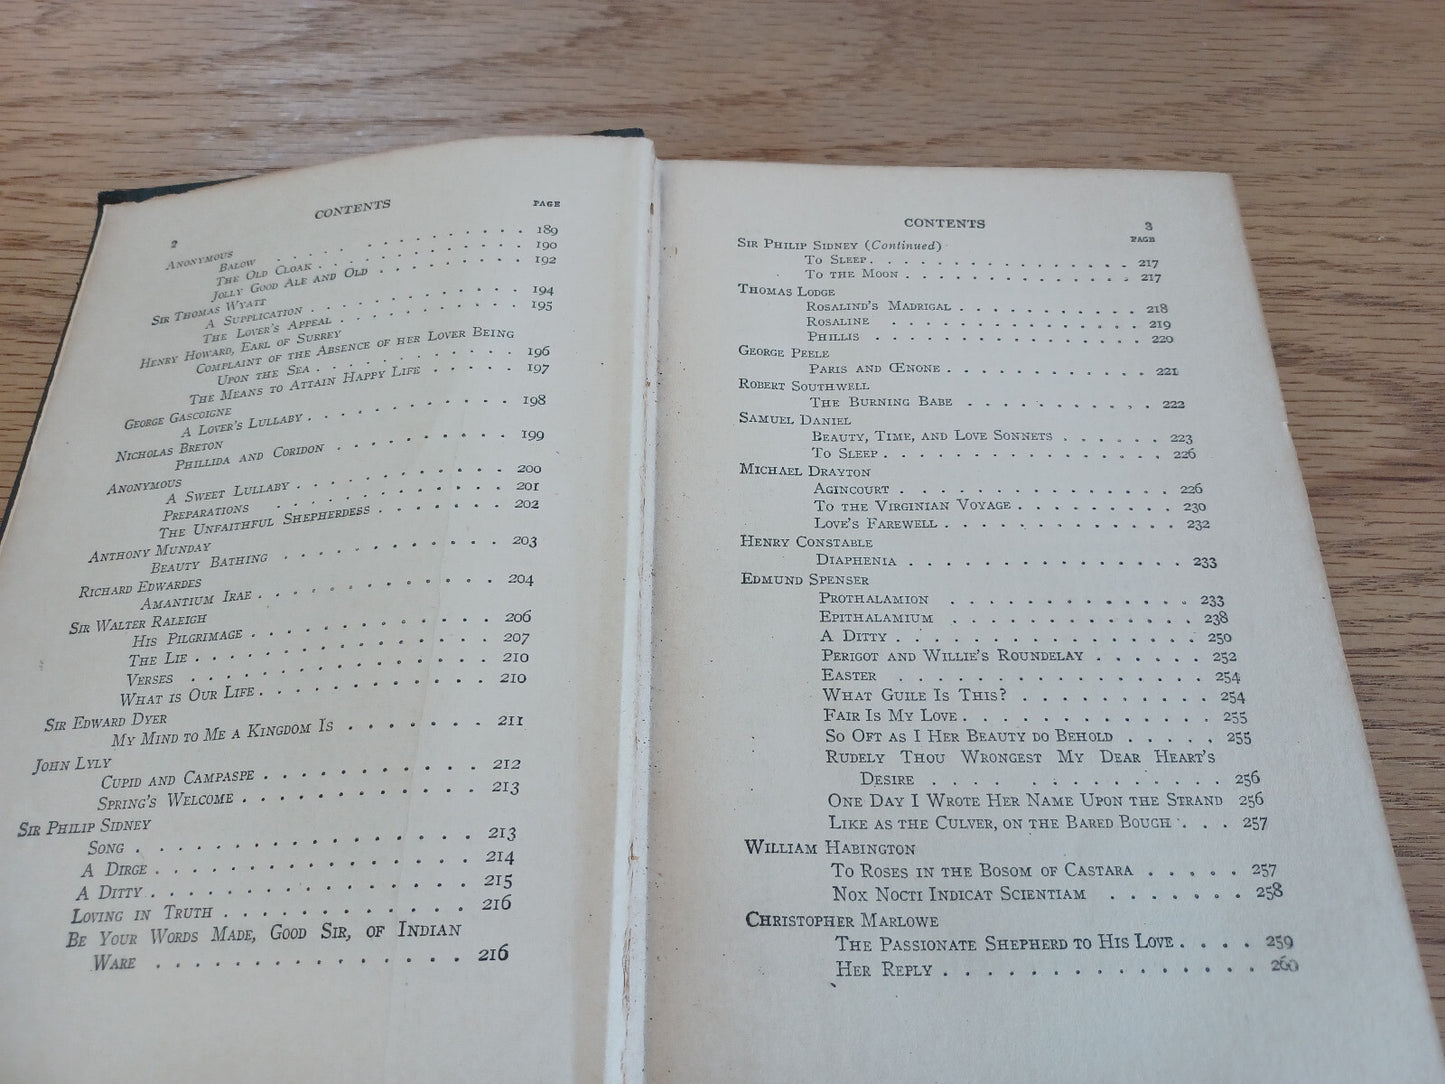 CONTENTS
2
PAGE
ANONYMOUS
BALOW . . . . . . . . . . 189
THE OLD CLOAK . . . . . . . . . . 190
JOLLY GOOD ALE AND OLD . . . . . . . 192
SIR THOMAS WYATT
A SUPPLICATION . . . . . . . . . . 194
THE LOVER'S APPEAL . . . . . . . . . 195
HENRY HOWARD, EARL OF SURREY
COMPLAINT OF THE ABSENCE OF HER LOVER BEING
UPON THE SEA . . . . . . . . . . 196
THE MEANS TO ATTAIN HAPPY LIFE . . . . . 197
GEORGE GASCOIGNE
A LOVER'S LULLABY . . . . . . . . . 198
NICHOLAS BRETON
PHILLIDA AND CORIDON . . . . . . . . 199
ANONYMOUS
A SWEET LULLABY . . . . . . . . . . 200
PREPARATIONS . . . . . . . . . . 201
THE UNFAITHFUL SHEPHERDESS . . . . . . 202
ANTHONY MUNDAY
BEAUTY BATHING . . . . . . . . . . 203
RICHARD EDWARDES
AMANTIUM IRAE . . . . . . . . . . 204
SIR WALTER RALEIGH
HIS PILGRIMAGE . . . . . . . . . . 206
THE LIE . . . . . . . . . . . . 207
VERSES . . . . . . . . . . . . 210
WHAT IS OUR LIFE . . . . . . . . . 210
SIR EDWARD DYER
MY MIND TO ME A KINGDOM IS . . . . . . 211
JOHN LYLY
CUPID AND CAMPASPE . . . . . . . . . 212
SPRING'S WELCOME . . . . . . . . . . 213
SIR PHILIP SIDNEY
SONG . . . . . . . . . . . . . 213
A DIRGE . . . . . . . . . . . . 214
A DITTY . . . . . . . . . . . . 215
LOVING IN TRUTH . . . . . . . . . . 216
BE YOUR WORDS MADE, GOOD SIR, OF INDIAN
WARE . . . . . . . . . . . . 216
CONTENTS
3
PAGE
SIR PHILIP SIDNEY (Continued)
TO SLEEP . . . . . . . . . . . . . 217
TO THE MOON . . . . . . . . . . . . 217
THOMAS LODGE
ROSALIND'S MADRIGAL . . . . . . . . . 218
ROSALINE . . . . . . . . . . . . 219
PHILLIS . . . . . . . . . . . . . 220
GEORGE PEELE
PARIS AND ŒNONE . . . . . . . . . . 221
ROBERT SOUTHWELL
THE BURNING BABE . . . . . . . . . . 222
SAMUEL DANIEL
BEAUTY, TIME, AND LOVE SONNETS . . . . . 223
TO SLEEP . . . . . . . . . . . . . 226
MICHAEL DRAYTON
AGINCOURT . . . . . . . . . . . . 226
TO THE VIRGINIAN VOYAGE . . . . . . . . 230
LOVE'S FAREWELL . . . . . . . . . . . 232
HENRY CONSTABLE
DIAPHENIA . . . . . . . . . . . . 233
EDMUND SPENSER
PROTHALAMION . . . . . . . . . . . 233
EPITHALAMIUM . . . . . . . . . . . 238
A DITTY . . . . . . . . . . . . . 250
PERIGOT AND WILLIE'S ROUNDELAY . . . . . 252
EASTER . . . . . . . . . . . . . 254
WHAT GUILE IS THIS? . . . . . . . . . 254
FAIR IS MY LOVE . . . . . . . . . . . 255
SO OFT AS I HER BEAUTY DO BEHOLD . . . . . 255
RUDELY THOU WRONGEST MY DEAR HEART'S
DESIRE . . . . . . . . . . . . 256
ONE DAY I WROTE HER NAME UPON THE STRAND 256
LIKE AS THE CULVER, ON THE BARED BOUGH . . . 257
WILLIAM HABINGTON
TO ROSES IN THE BOSOM OF CASTARA . . . . . 257
NOX NOCTI INDICAT SCIENTIAM . . . . . . 258
CHRISTOPHER MARLOWE
THE PASSIONATE SHEPHERD TO HIS LOVE . . . . 259
HER REPLY . . . . . . . . . . . . 260